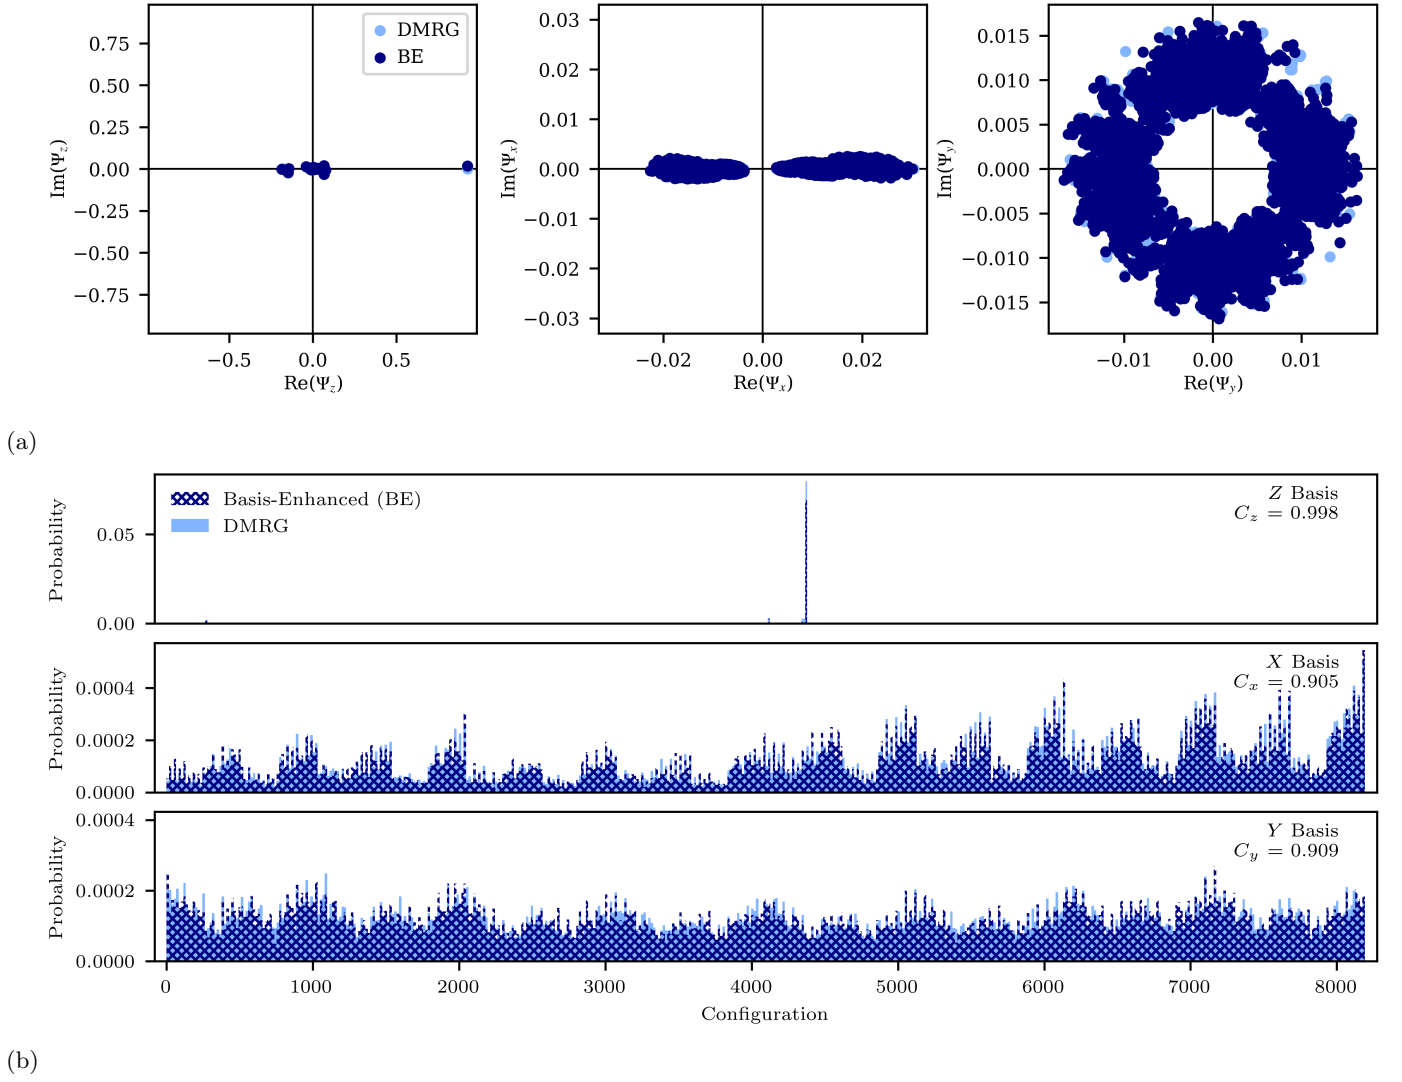 DMRG
BE
0.75
0.50
0.25
0.00
−0.25
−0.50
−0.75
Im(Ψz)
−0.5 0.0 0.5
Re(Ψz)
0.03
0.02
0.01
0.00
−0.01
−0.02
−0.03
Im(Ψx)
−0.02 0.00 0.02
Re(Ψx)
0.015
0.010
0.005
0.000
−0.005
−0.010
−0.015
Im(Ψy)
−0.01 0.00 0.01
Re(Ψy)
(a)
Basis-Enhanced (BE)
DMRG
Z Basis
Cz = 0.998
Probability
0.05
0.00
X Basis
Cx = 0.905
Probability
0.0004
0.0002
0.0000
Y Basis
Cy = 0.909
Probability
0.0004
0.0002
0.0000
0 1000 2000 3000 4000 5000 6000 7000 8000
Configuration
(b)